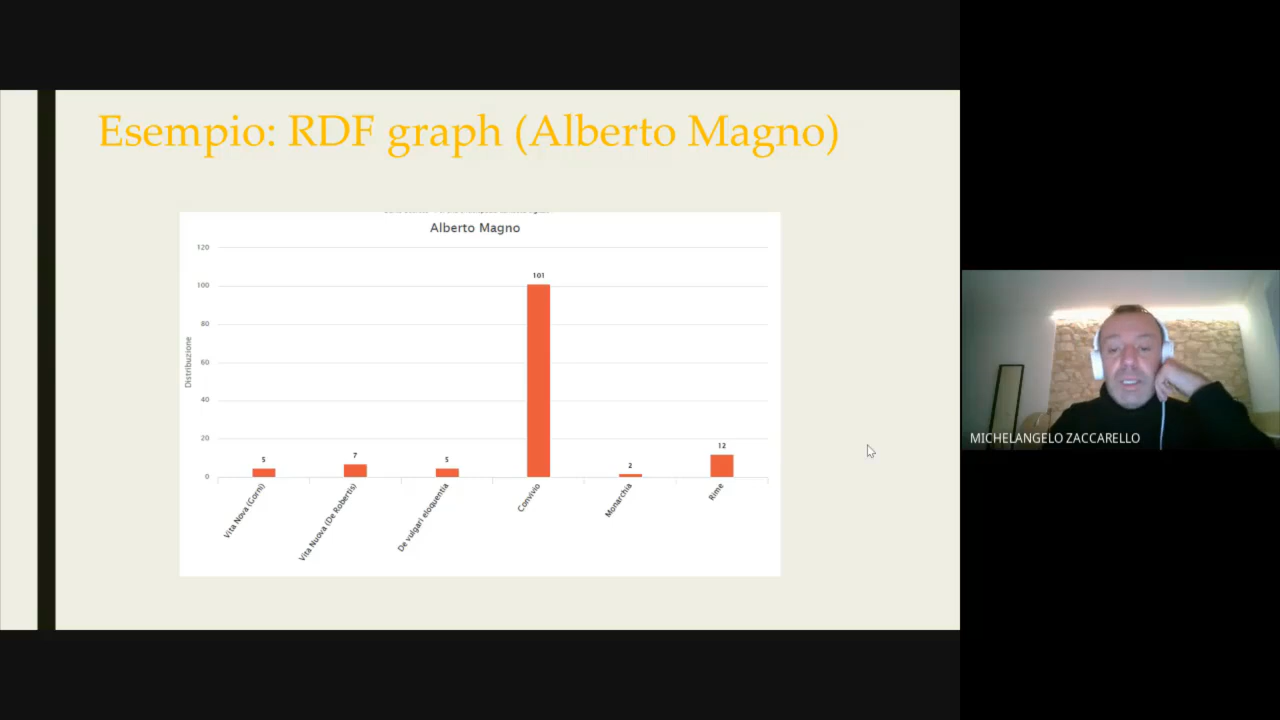 Esempio: RDF graph (Alberto Magno)
Alberto Magno
120
100
80
60
40
20
0
Distribuzione
5
7
5
101
2
12
Vita Nova (Gorni)
Vita Nuova (De Robertis)
De vulgari eloquentia
Convivio
Monarchia
Rime
MICHELANGELO ZACCARELLO